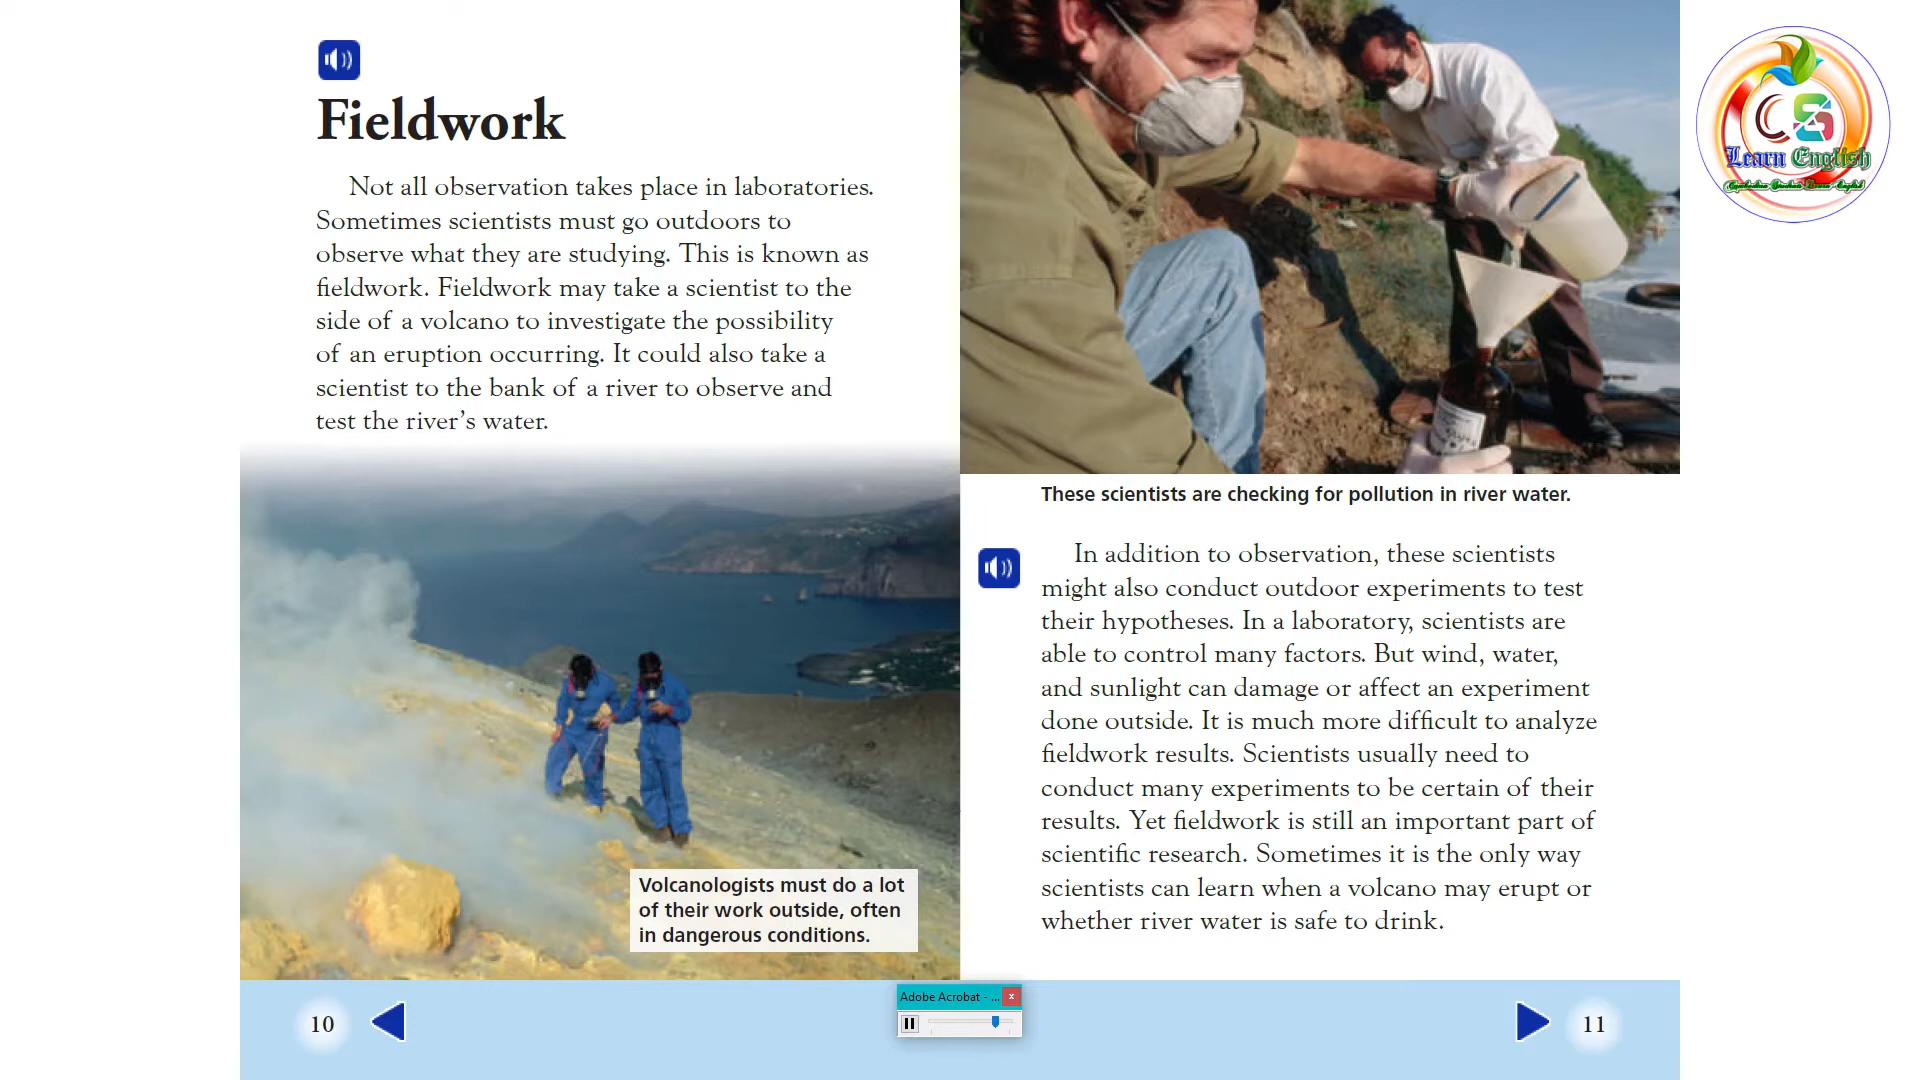 Fieldwork
Not all observation takes place in laboratories.
Sometimes scientists must go outdoors to
observe what they are studying. This is known as
fieldwork. Fieldwork may take a scientist to the
side of a volcano to investigate the possibility
of an eruption occurring. It could also take a
scientist to the bank of a river to observe and
test the river's water.
Volcanologists must do a lot
of their work outside, often
in dangerous conditions.
10
These scientists are checking for pollution in river water.
In addition to observation, these scientists
might also conduct outdoor experiments to test
their hypotheses. In a laboratory, scientists are
able to control many factors. But wind, water,
and sunlight can damage or affect an experiment
done outside. It is much more difficult to analyze
fieldwork results. Scientists usually need to
conduct many experiments to be certain of their
results. Yet fieldwork is still an important part of
scientific research. Sometimes it is the only way
scientists can learn when a volcano may erupt or
whether river water is safe to drink.
11
Adobe Acrobat - ...
x
CS
Learn English